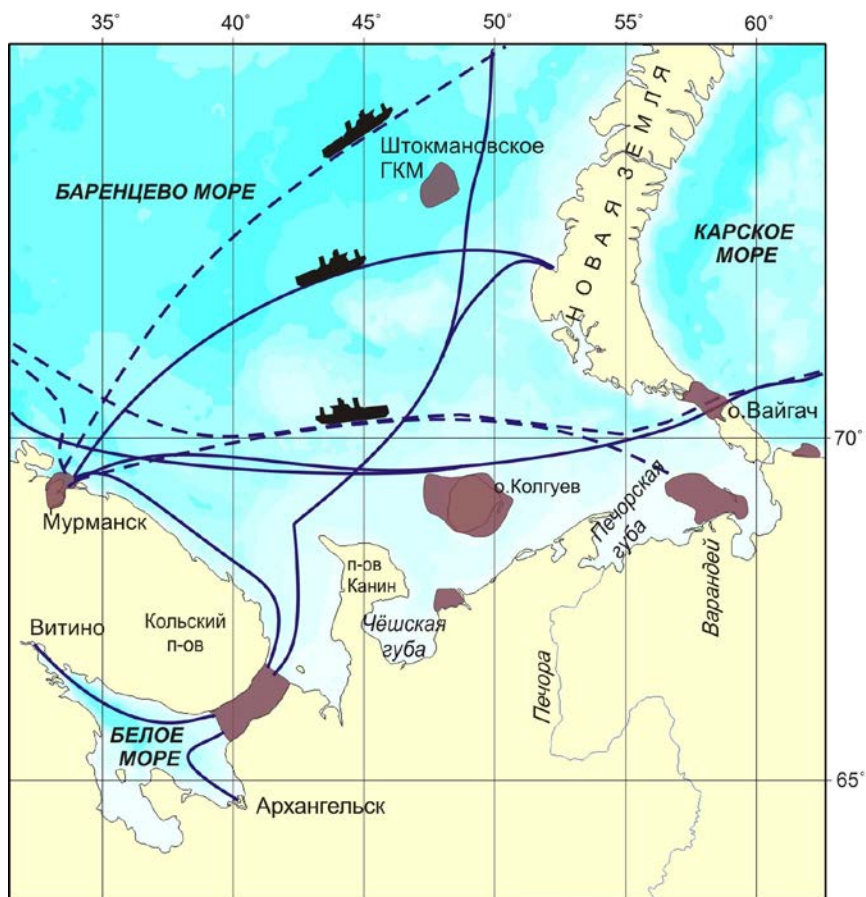 35° 40° 45° 50° 55° 60°
Штокмановское
ГКМ
БАРЕНЦЕВО МОРЕ
НОВАЯ ЗЕМЛЯ
КАРСКОЕ
МОРЕ
о.Вайгач
70°
о.Колгуев
Печорская
губа
Мурманск
Варандей
п-ов
Канин
Витино
Кольский
п-ов
Чёшская
губа
Печора
БЕЛОЕ
МОРЕ
65°
Архангельск